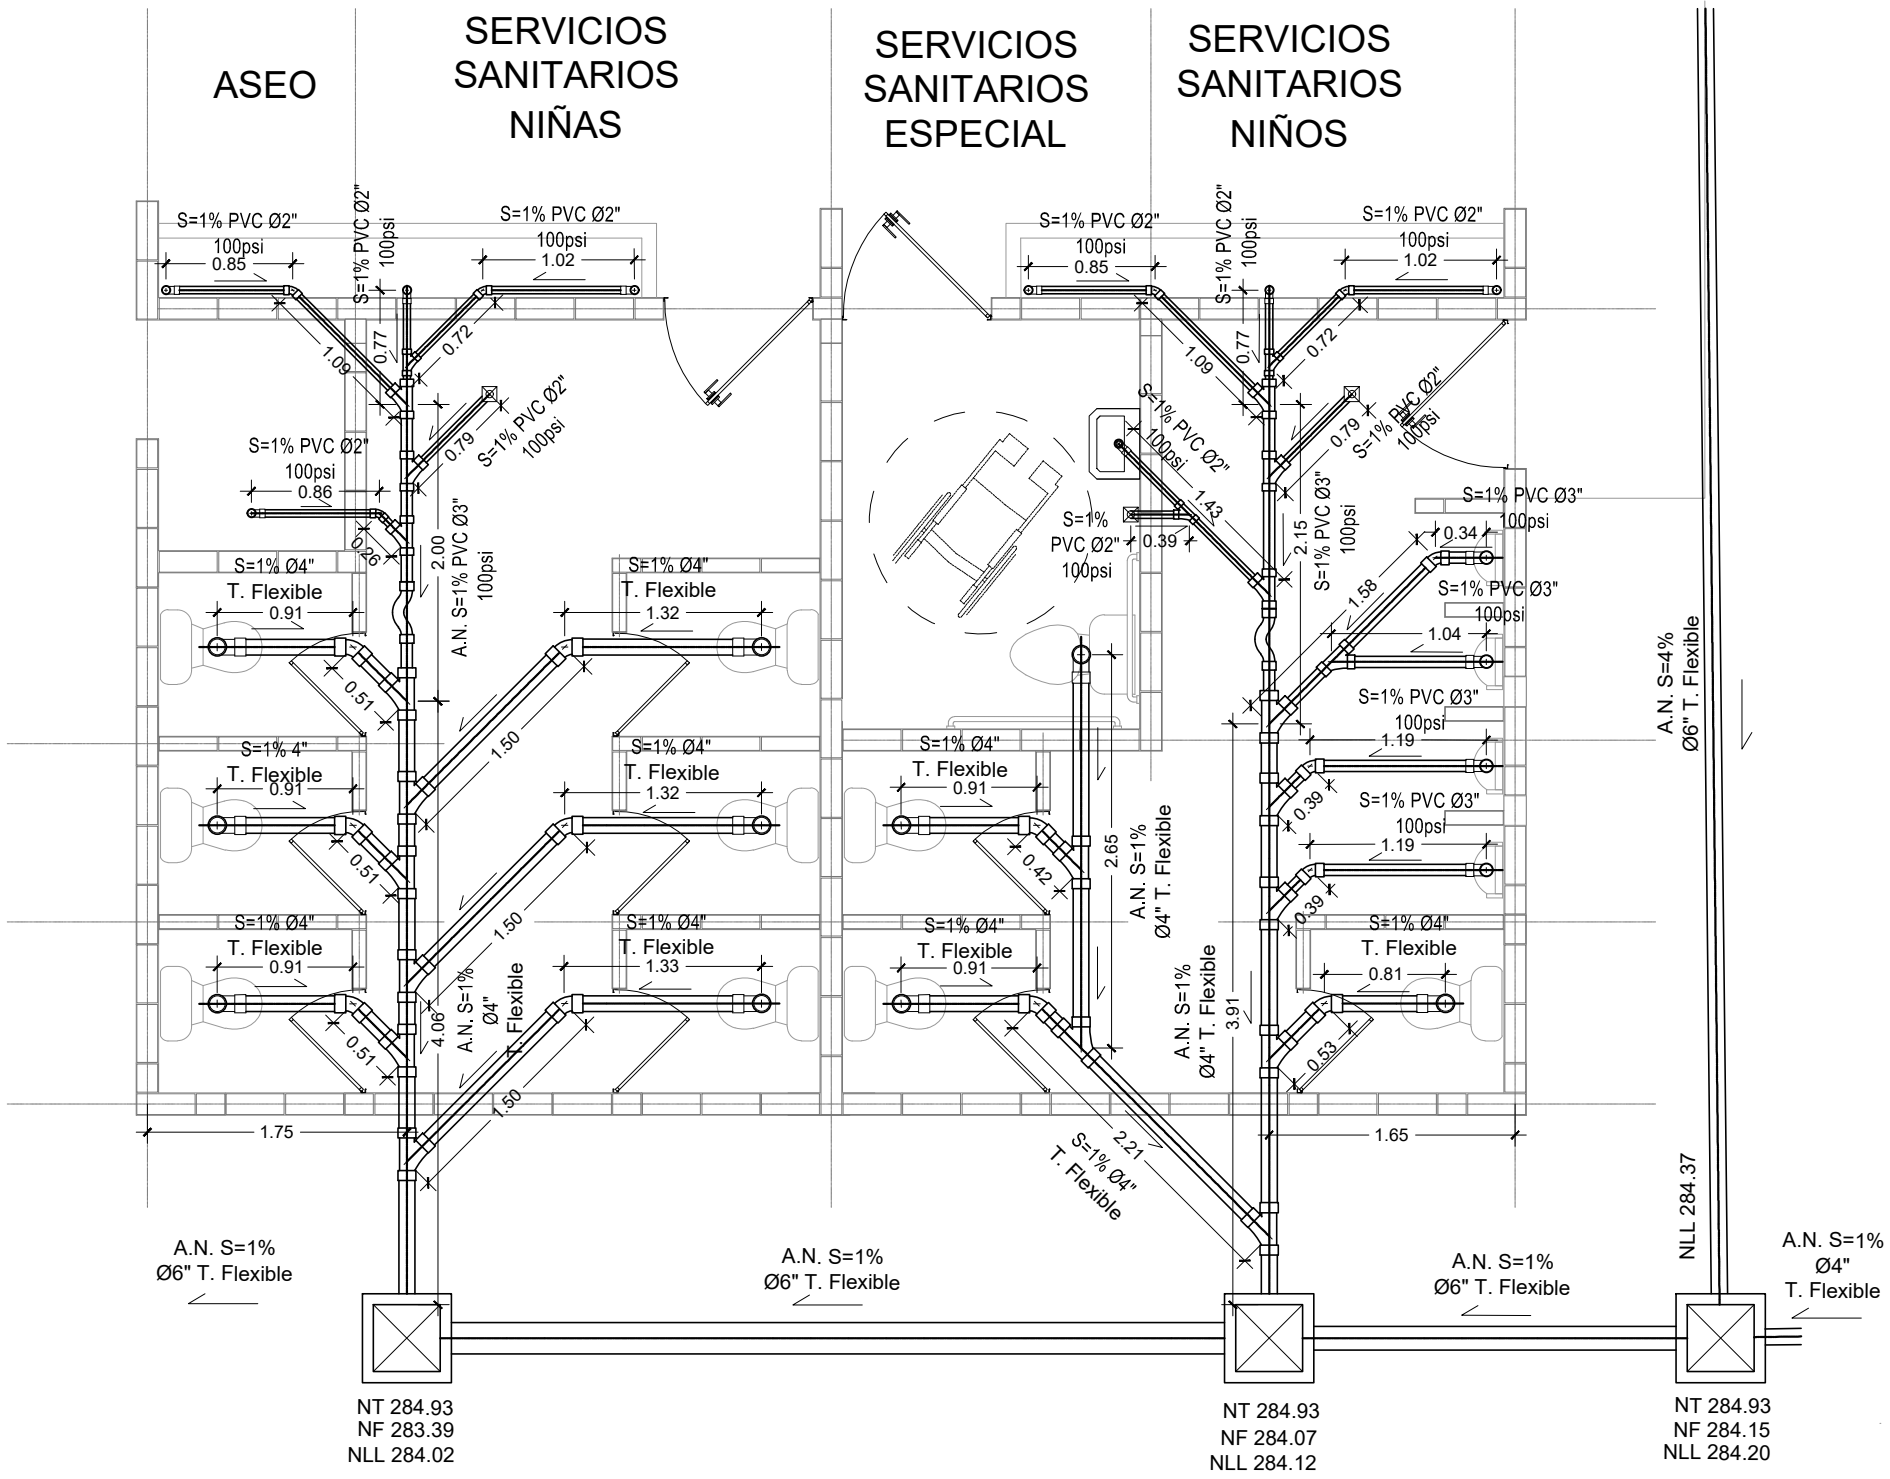 ASEO
SERVICIOS
SANITARIOS
NIÑAS
SERVICIOS
SANITARIOS
ESPECIAL
SERVICIOS
SANITARIOS
NIÑOS
S=1% PVC Ø2"
100psi
0.85
S=1% PVC Ø2"
100psi
S=1% PVC Ø2"
100psi
1.02
S=1% PVC Ø2"
100psi
0.85
S=1% PVC Ø2"
100psi
S=1% PVC Ø2"
100psi
1.02
1.09
0.77
0.72
1.09
0.77
0.72
0.79
S=1% PVC Ø2"
100psi
0.79
S=1% PVC Ø2"
100psi
S=1% PVC Ø2"
100psi
0.86
0.26
2.00
A.N. S=1% PVC Ø3"
100psi
S=1% PVC Ø2"
100psi
1.43
S=1%
PVC Ø2"
100psi
0.39
2.15
S=1% PVC Ø3"
100psi
S=1% PVC Ø3"
100psi
0.34
1.58
S=1% PVC Ø3"
100psi
1.04
S=1% Ø4"
T. Flexible
0.91
0.51
S=1% Ø4"
T. Flexible
1.32
1.50
S=1% PVC Ø3"
100psi
1.19
0.39
A.N. S=4%
Ø6" T. Flexible
S=1% 4"
T. Flexible
0.91
0.51
S=1% Ø4"
T. Flexible
1.32
1.50
S=1% Ø4"
T. Flexible
0.91
0.42
2.65
A.N. S=1%
Ø4" T. Flexible
S=1% PVC Ø3"
100psi
1.19
0.39
S=1% Ø4"
T. Flexible
0.91
0.51
S=1% Ø4"
T. Flexible
1.33
1.50
4.06
A.N. S=1%
Ø4"
T. Flexible
S=1% Ø4"
T. Flexible
0.91
2.21
S=1% Ø4"
T. Flexible
A.N. S=1%
Ø4" T. Flexible
3.91
S=1% Ø4"
T. Flexible
0.81
0.53
1.75
1.65
NLL 284.37
A.N. S=1%
Ø6" T. Flexible
A.N. S=1%
Ø6" T. Flexible
A.N. S=1%
Ø6" T. Flexible
A.N. S=1%
Ø4"
T. Flexible
NT 284.93
NF 283.39
NLL 284.02
NT 284.93
NF 284.07
NLL 284.12
NT 284.93
NF 284.15
NLL 284.20